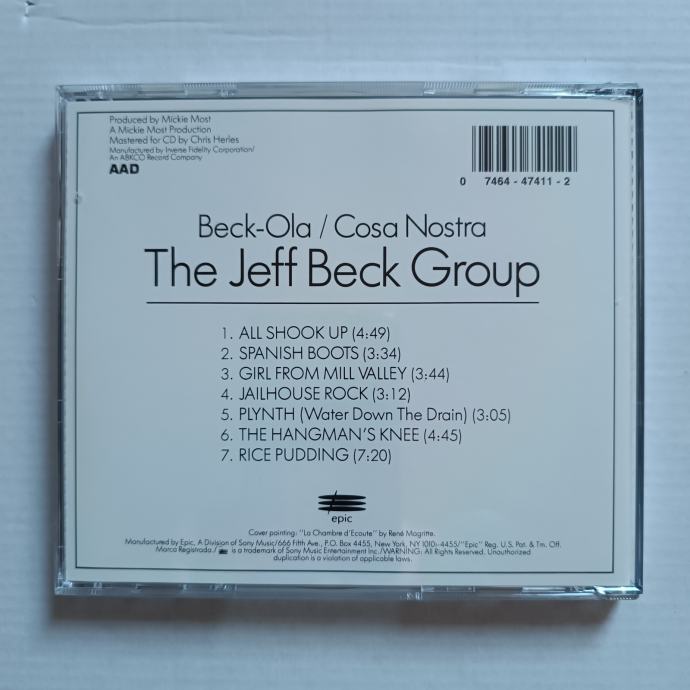 Produced by Mickie Most
A Mickie Most Production
Mastered for CD by Chris Herles
Manufactured by Inverse Fidelity Corporation/
An ABKCO Record Company
AAD
0 7464 - 47411 - 2
Beck-Ola / Cosa Nostra
The Jeff Beck Group
1. ALL SHOOK UP (4:49)
2. SPANISH BOOTS (3:34)
3. GIRL FROM MILL VALLEY (3:44)
4. JAILHOUSE ROCK (3:12)
5. PLYNTH (Water Down The Drain) (3:05)
6. THE HANGMAN'S KNEE (4:45)
7. RICE PUDDING (7:20)
epic
Cover painting: "La Chambre d'Ecoute" by René Magritte.
Manufactured by Epic, A Division of Sony Music/666 Fifth Ave., P.O. Box 4455, New York, NY 10101-4455/"Epic" Reg. U.S. Pat. & Tm. Off.
Marca Registrada./ is a trademark of Sony Music Entertainment Inc./WARNING: All Rights Reserved. Unauthorized
duplication is a violation of applicable laws.